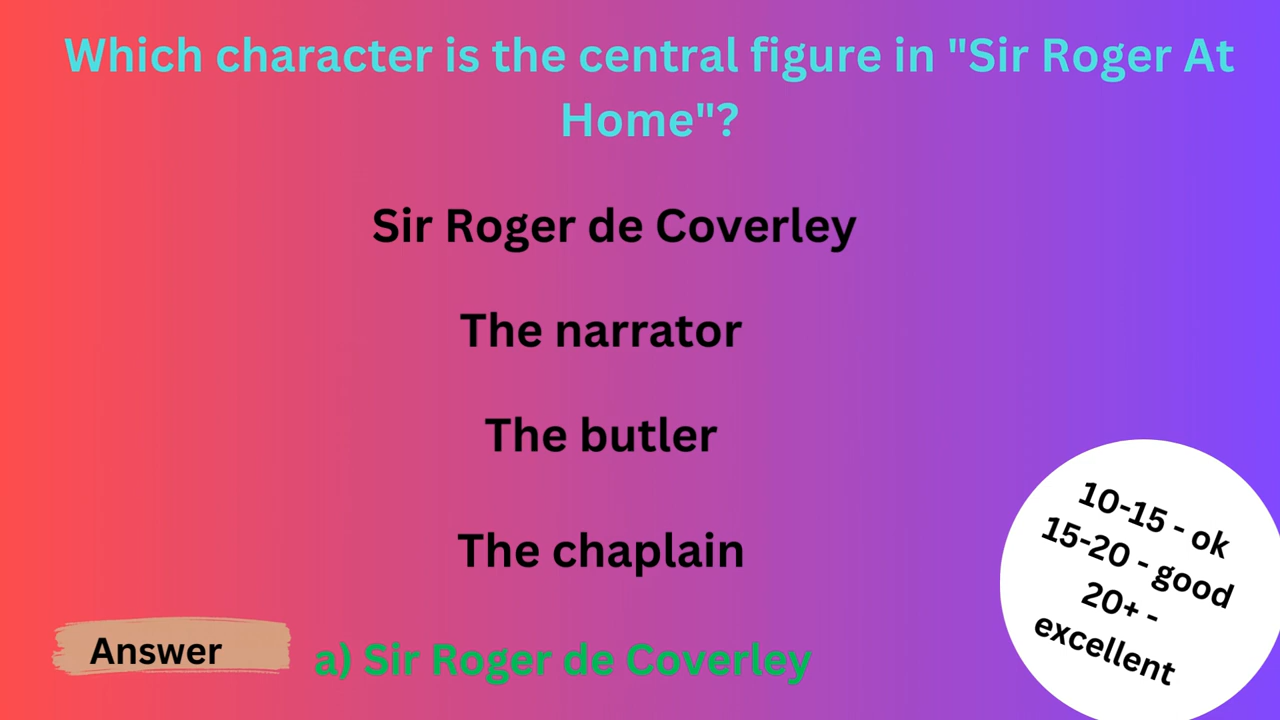 Which character is the central figure in "Sir Roger At
Home"?
Sir Roger de Coverley
The narrator
The butler
The chaplain
Answer
a) Sir Roger de Coverley
10-15 - ok
15-20 - good
20+ -
excellent